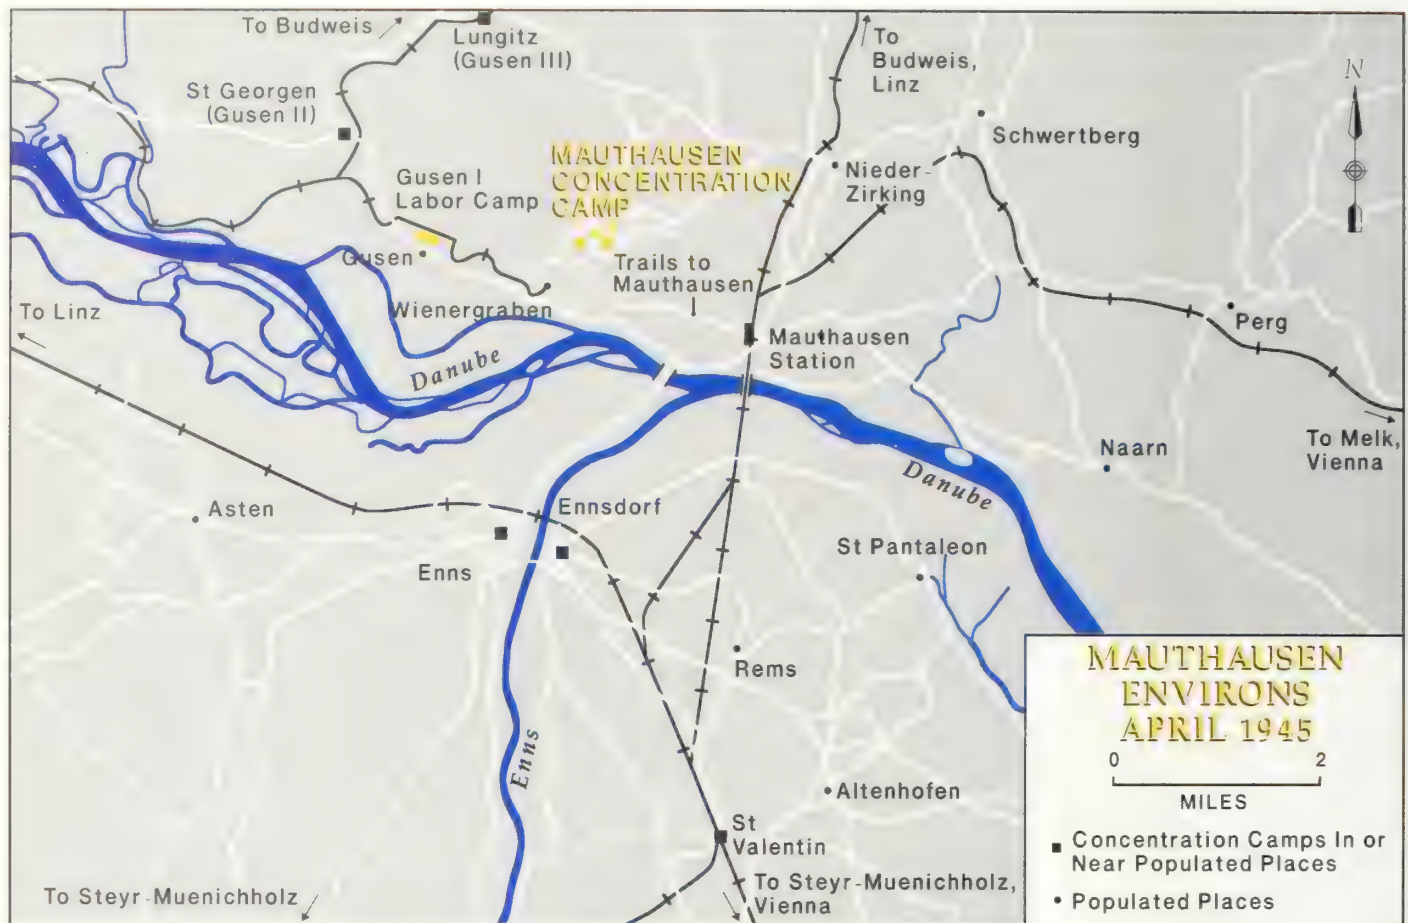 To Budweis
Lungitz
(Gusen III)
To
Budweis,
Linz
N
St Georgen
(Gusen II)
Schwertberg
MAUTHAUSEN
CONCENTRATION
CAMP
Nieder-
Zirking
Gusen I
Labor Camp
Gusen
Trails to
Mauthausen
To Linz
Wienergraben
Perg
Mauthausen
Station
Danube
To Melk,
Vienna
Naarn
Danube
Asten
Ennsdorf
St Pantaleon
Enns
Rems
MAUTHAUSEN
ENVIRONS
APRIL 1945
0 2
MILES
Enns
Altenhofen
St
Valentin
Concentration Camps In or
Near Populated Places
To Steyr-Muenichholz
To Steyr-Muenichholz,
Vienna
Populated Places